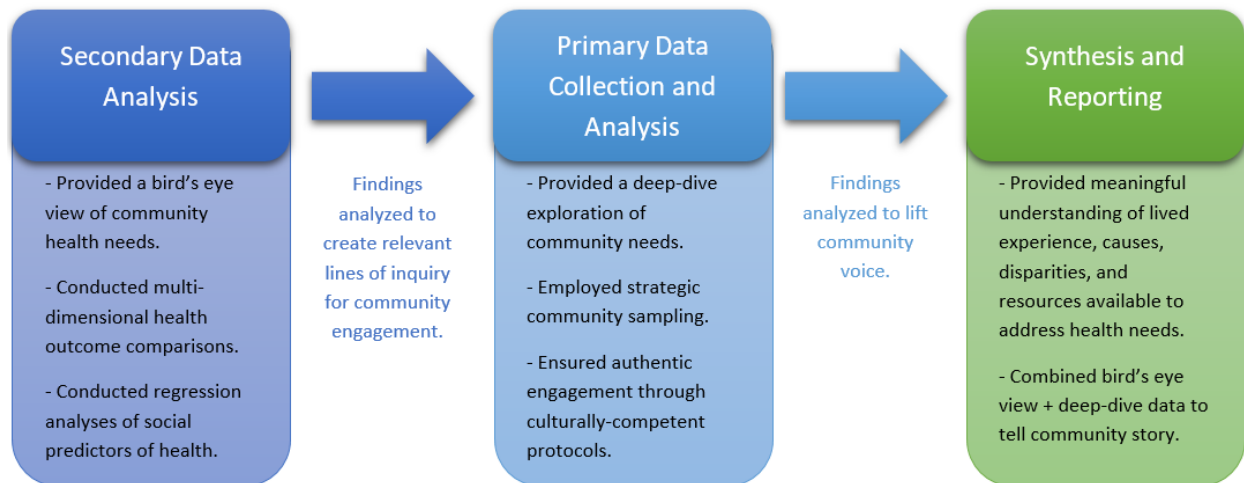 Secondary Data
Analysis
- Provided a bird’s eye
view of community
health needs.
- Conducted multi-
dimensional health
outcome comparisons.
- Conducted regression
analyses of social
predictors of health.
Findings
analyzed to
create relevant
lines of inquiry
for community
engagement.
Primary Data
Collection and
Analysis
- Provided a deep-dive
exploration of
community needs.
- Employed strategic
community sampling.
- Ensured authentic
engagement through
culturally-competent
protocols.
Findings
analyzed to lift
community
voice.
Synthesis and
Reporting
- Provided meaningful
understanding of lived
experience, causes,
disparities, and
resources available to
address health needs.
- Combined bird’s eye
view + deep-dive data to
tell community story.